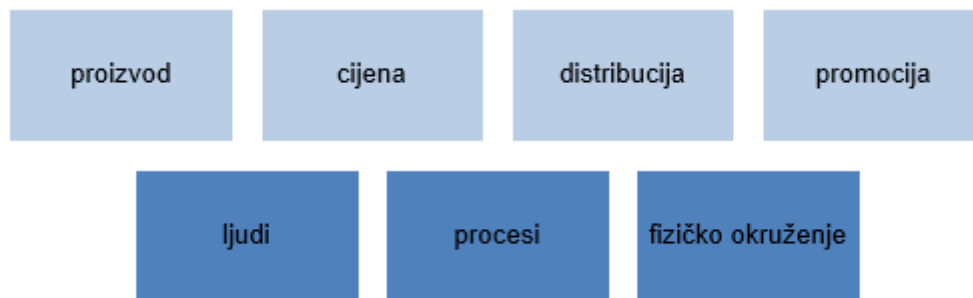 proizvod
cijena
distribucija
promocija
ljudi
procesi
fizičko okruženje